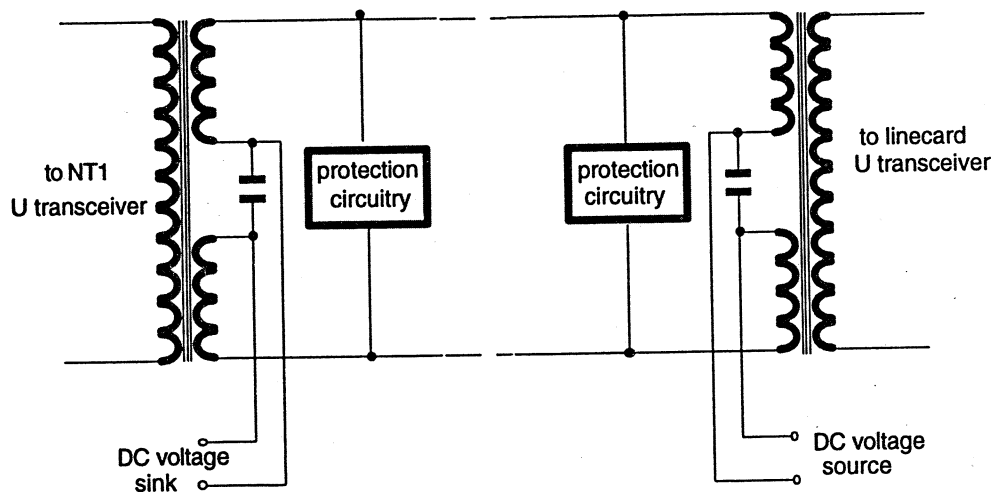 to NT1
U transceiver
protection
circuitry
protection
circuitry
to linecard
U transceiver
DC voltage
sink
DC voltage
source